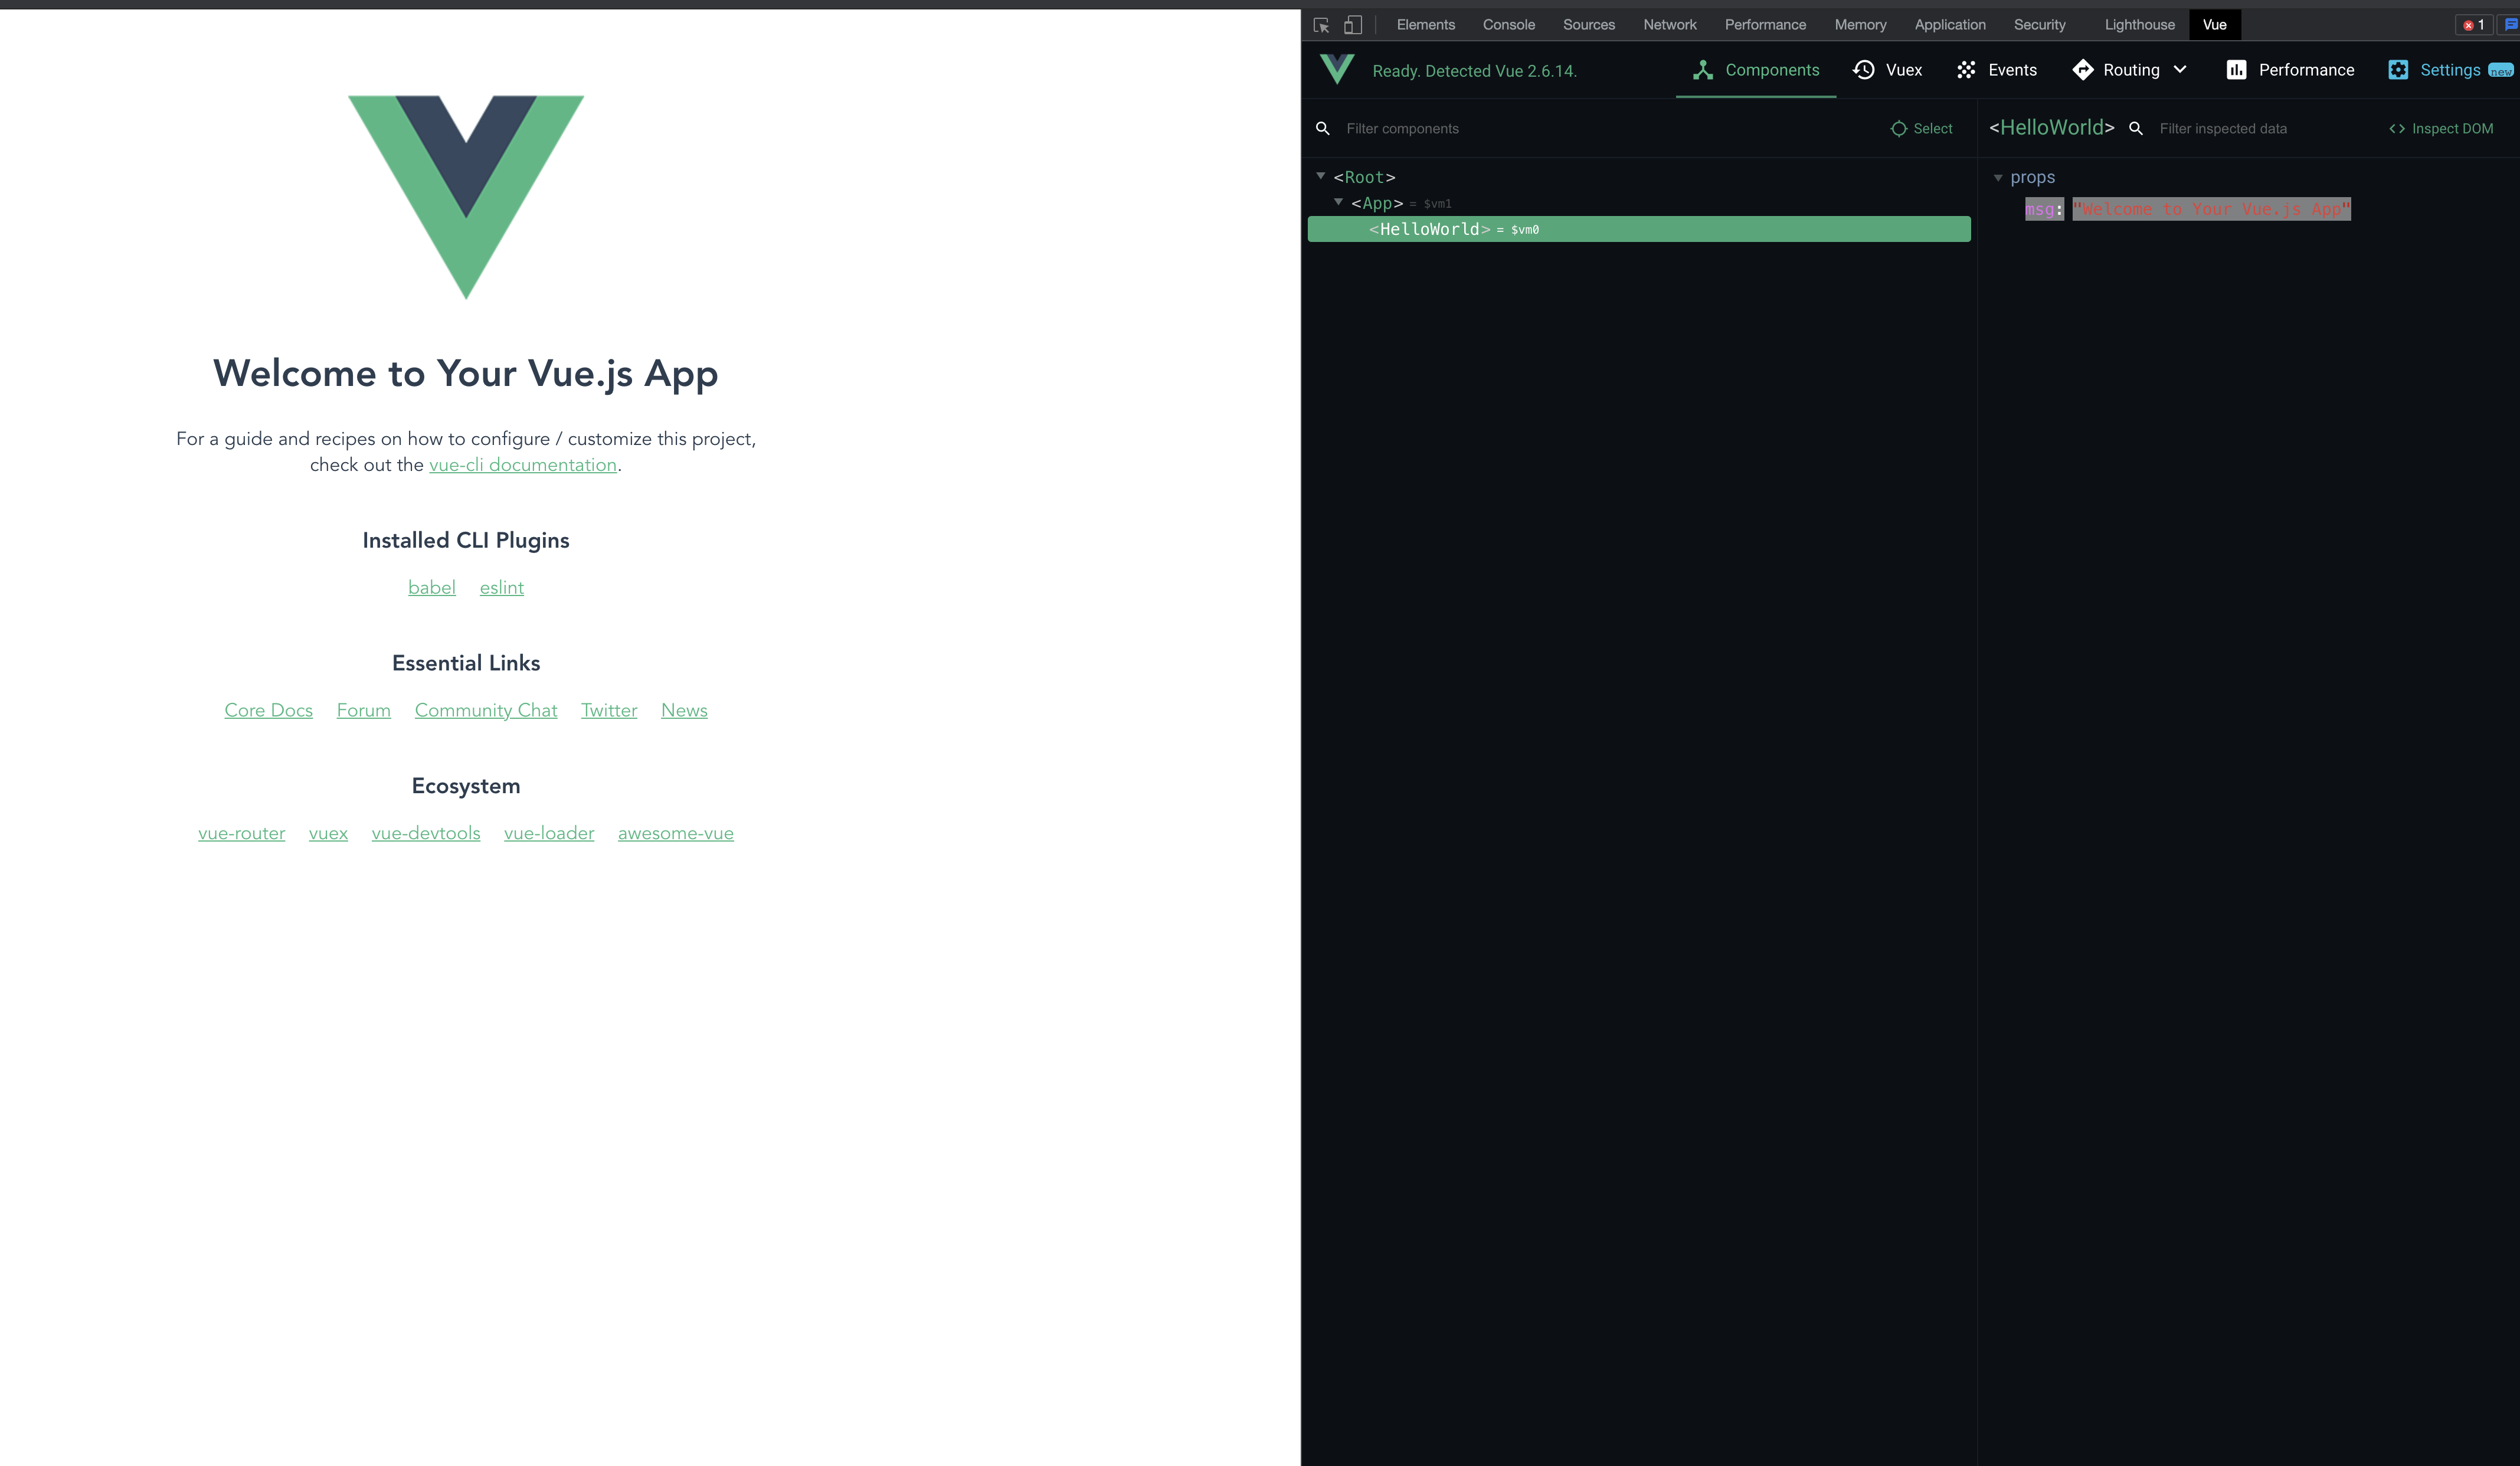 Welcome to Your Vue.js App
For a guide and recipes on how to configure / customize this project,
check out the vue-cli documentation.
Installed CLI Plugins
babel eslint
Essential Links
Core Docs Forum Community Chat Twitter News
Ecosystem
vue-router vuex vue-devtools vue-loader awesome-vue
Elements Console Sources Network Performance Memory Application Security Lighthouse Vue 1
Ready. Detected Vue 2.6.14. Components Vuex Events Routing Performance Settings new
Filter components Select
<Root>
<App> = $vm1
<HelloWorld> = $vm0
<HelloWorld> Filter inspected data Inspect DOM
props
msg: "Welcome to Your Vue.js App"